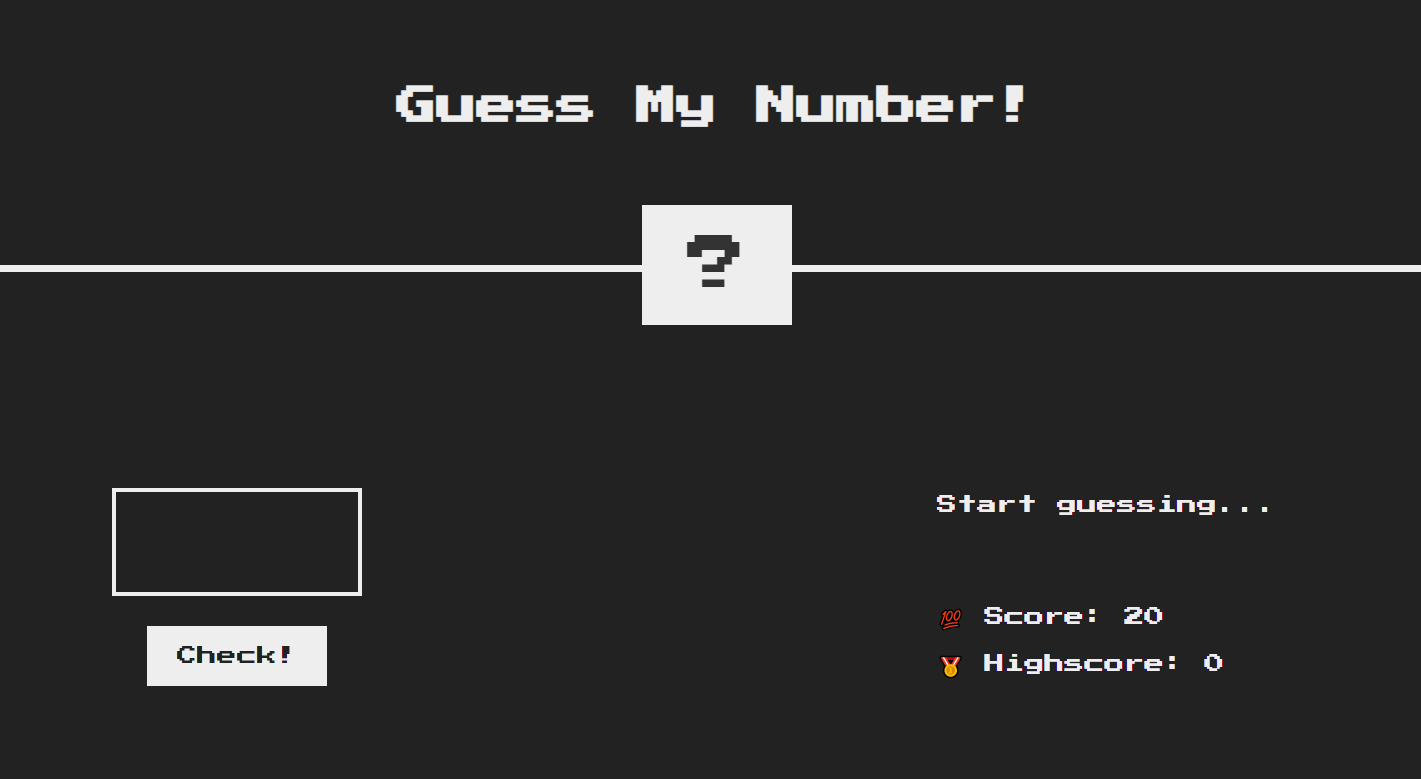 Guess My Number!
?
Start guessing...
Check!
💯 Score: 20
🥇 Highscore: 0